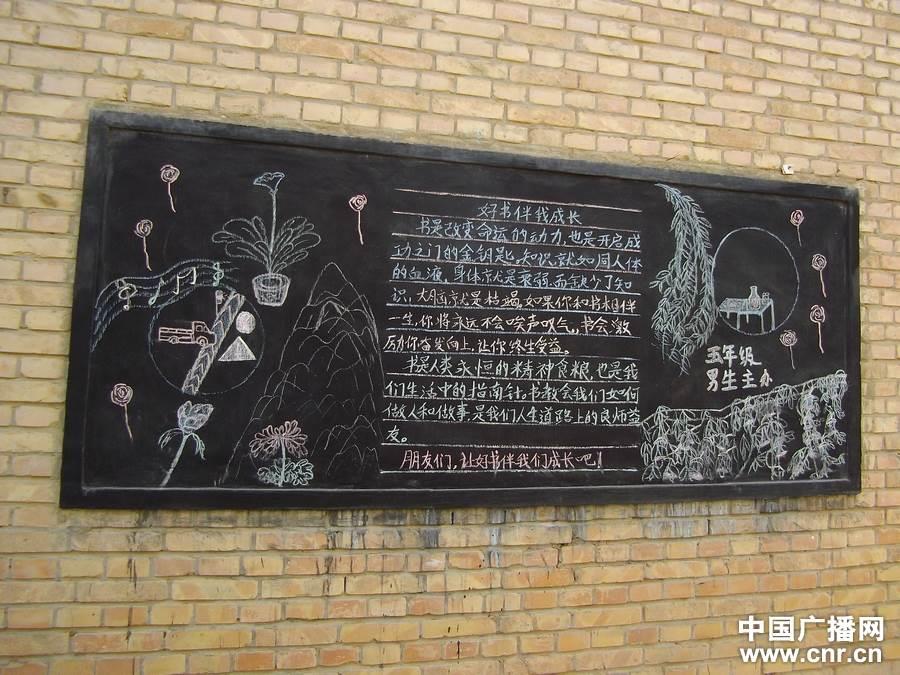 好书伴我成长
书是改变命运的动力,也是开启成
功之门的金钥匙。知识就如同人体
的血液,身体就是衰弱,而缺少了知
识,大脑就是枯竭,如果你和书相伴
一生,你将永远不会唉声叹气。书会激
励你奋发向上,让你终生受益。
书是人类永恒的精神食粮,也是我
们生活中的指南针。书教会我们如何
做人和做事是我们人生道路上的良师益
友。
朋友们,让好书伴我们成长吧!
五年级
男生主办
中国广播网
www.cnr.cn